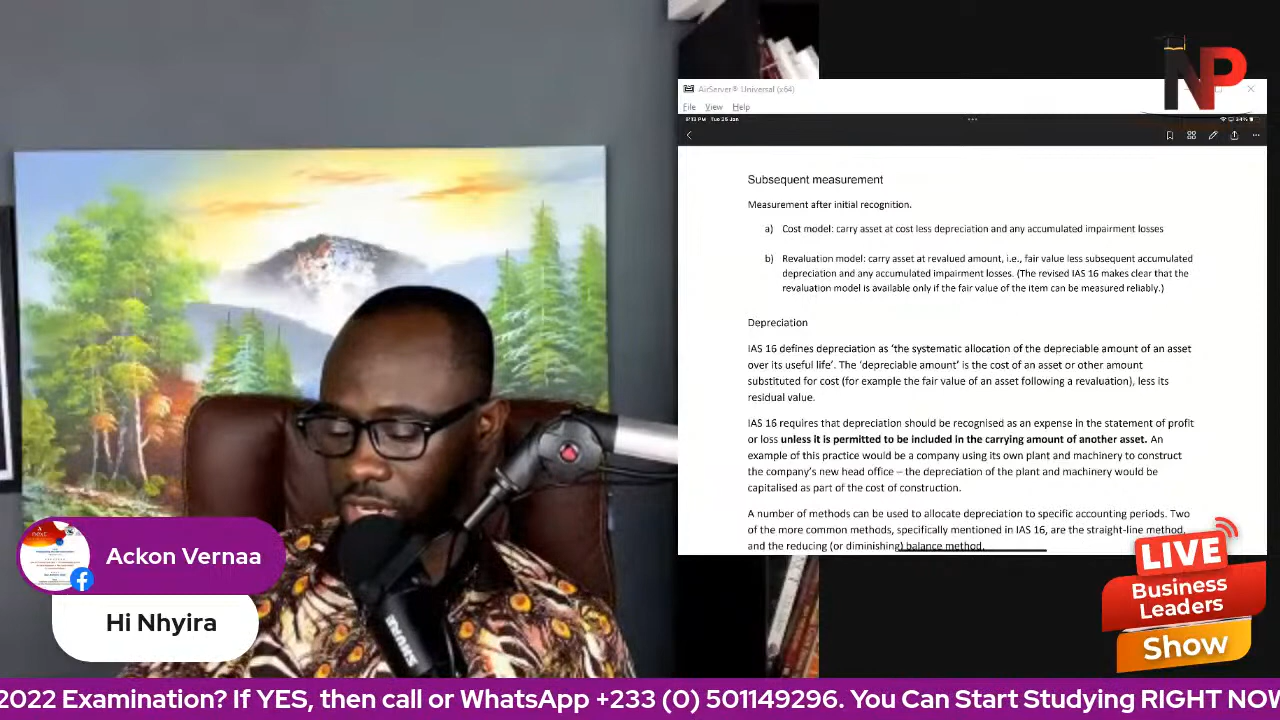 NP
AirServer® Universal (x64)
File View Help
Tue 25 Jan
Subsequent measurement
Measurement after initial recognition.
a) Cost model: carry asset at cost less depreciation and any accumulated impairment losses
b) Revaluation model: carry asset at revalued amount, i.e., fair value less subsequent accumulated
depreciation and any accumulated impairment losses. (The revised IAS 16 makes clear that the
revaluation model is available only if the fair value of the item can be measured reliably.)
Depreciation
IAS 16 defines depreciation as ‘the systematic allocation of the depreciable amount of an asset
over its useful life’. The ‘depreciable amount’ is the cost of an asset or other amount
substituted for cost (for example the fair value of an asset following a revaluation), less its
residual value.
IAS 16 requires that depreciation should be recognised as an expense in the statement of profit
or loss unless it is permitted to be included in the carrying amount of another asset. An
example of this practice would be a company using its own plant and machinery to construct
the company’s new head office – the depreciation of the plant and machinery would be
capitalised as part of the cost of construction.
A number of methods can be used to allocate depreciation to specific accounting periods. Two
of the more common methods, specifically mentioned in IAS 16, are the straight-line method,
and the reducing (or diminishing) balance method.
Ackon Vernaa
Hi Nhyira
LIVE
Business
Leaders
Show
2022 Examination? If YES, then call or WhatsApp +233 (0) 501149296. You Can Start Studying RIGHT NOW